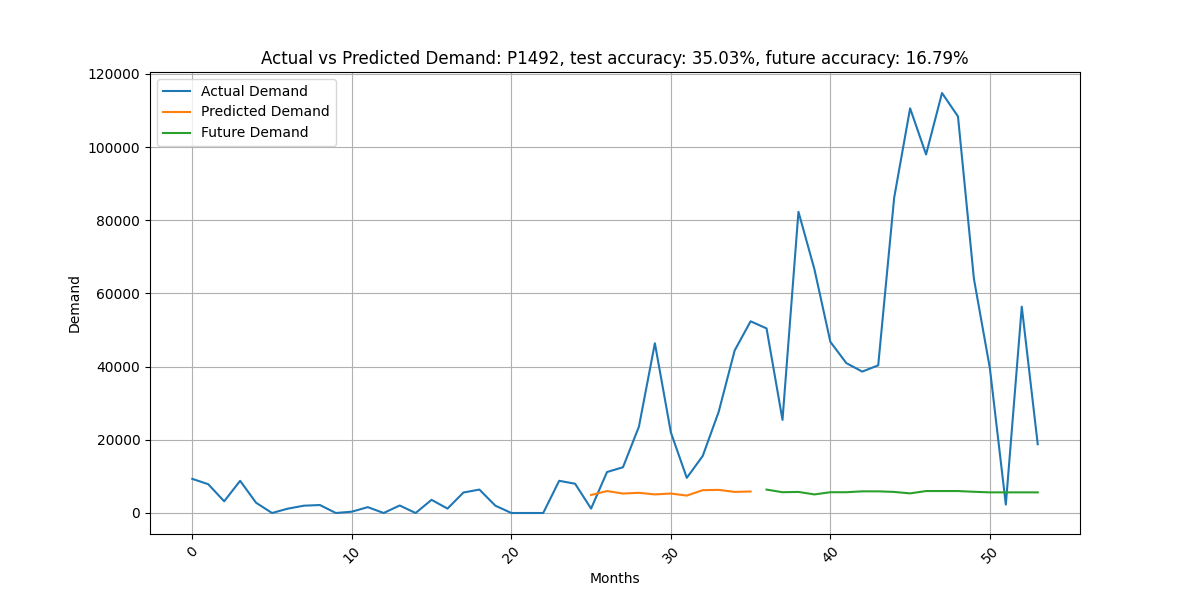 Actual vs Predicted Demand: P1492, test accuracy: 35.03%, future accuracy: 16.79%
Actual Demand
Predicted Demand
Future Demand
120000
100000
80000
60000
40000
20000
0
Demand
0
10
20
30
40
50
Months